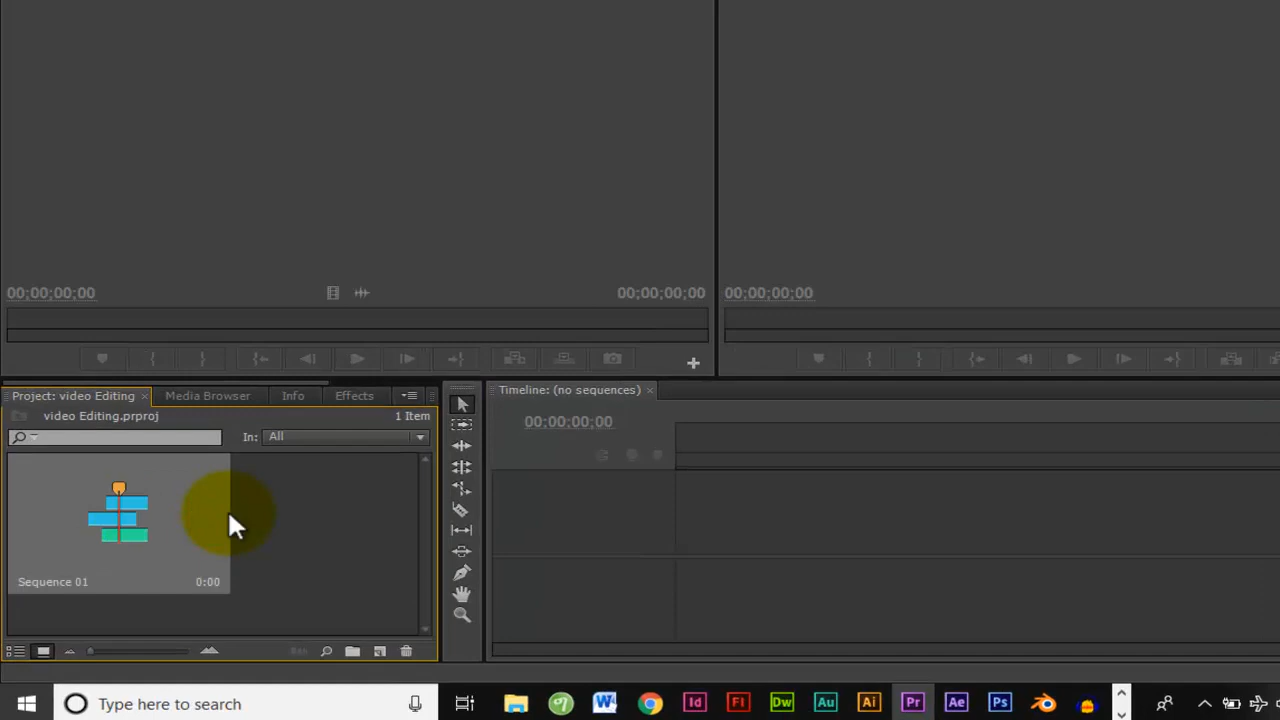 00;00;00;00
00;00;00;00
00;00;00;00
Project: video Editing
Media Browser
Info
Effects
Timeline: (no sequences)
video Editing.prproj
1 Item
In:
All
00;00;00;00
Sequence 01
0:00
Type here to search
W
Id
Fl
Dw
Au
Ai
Pr
Ae
Ps